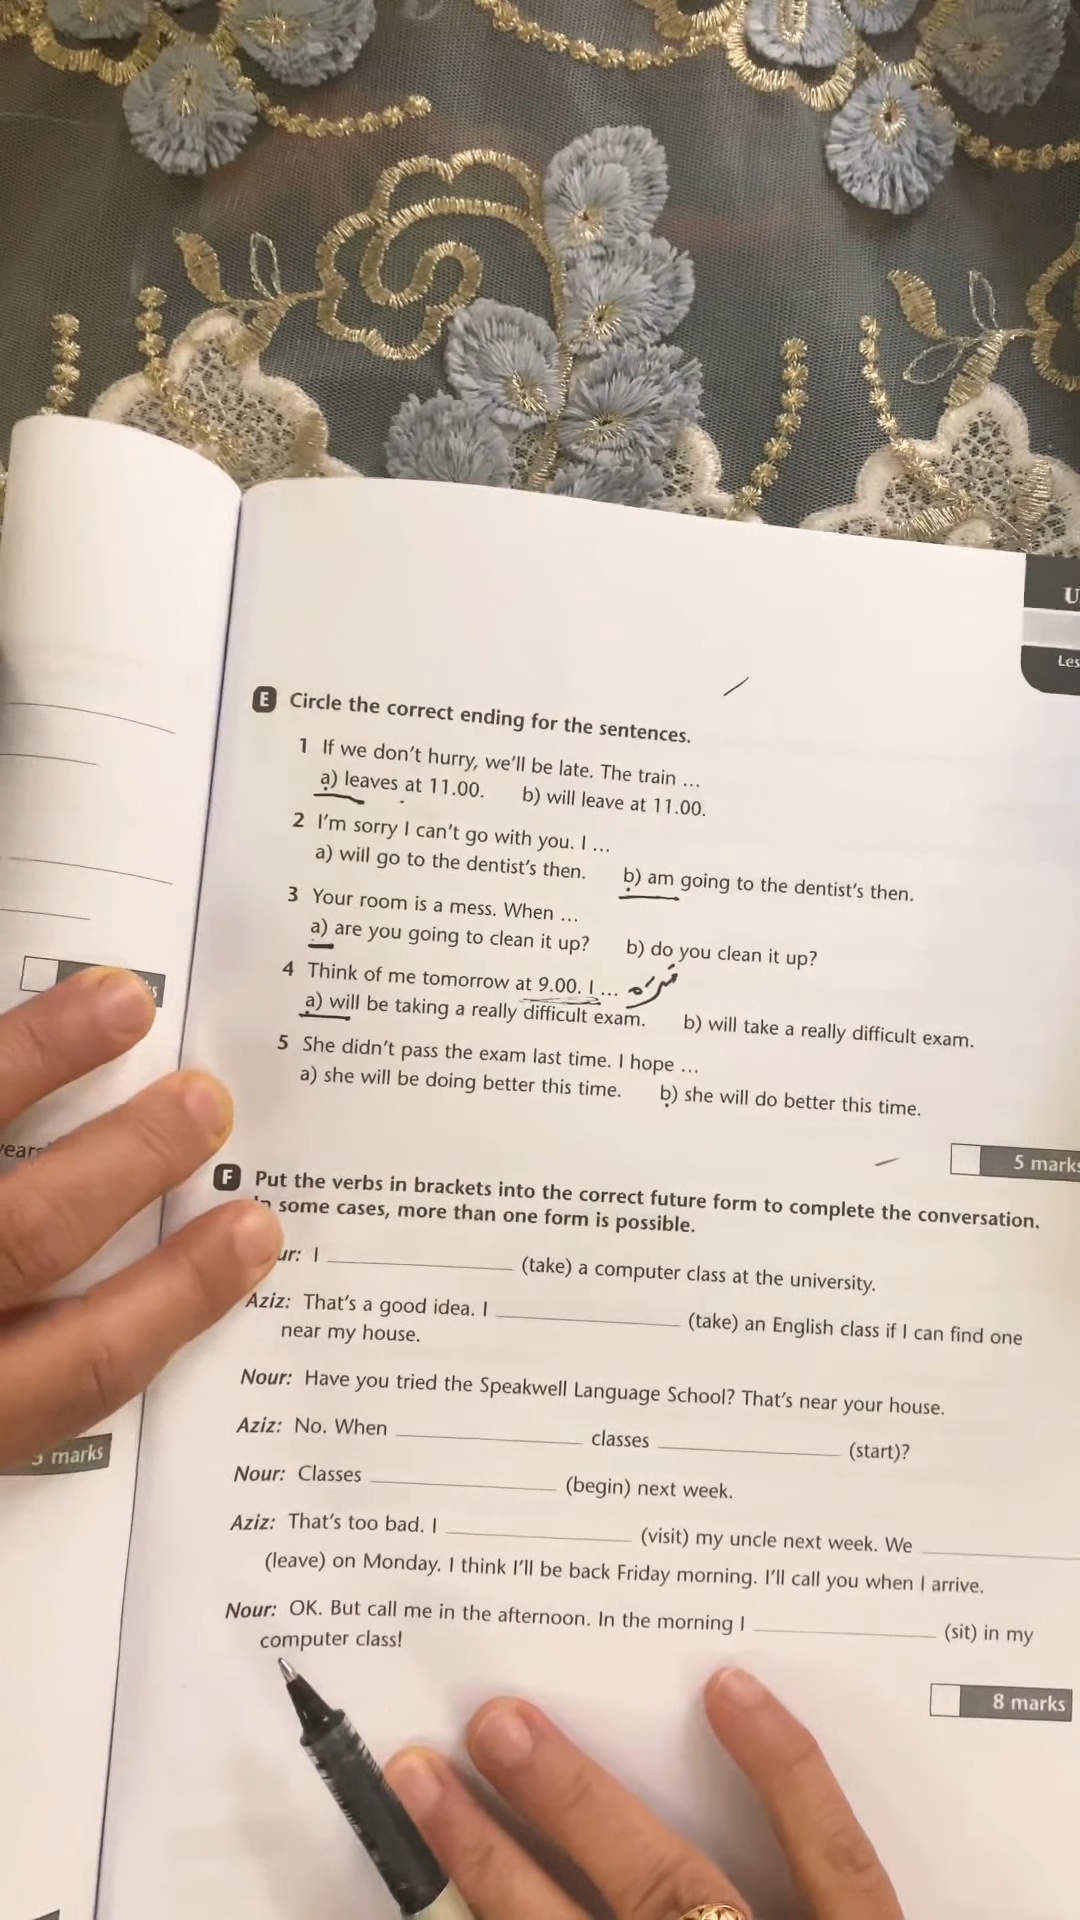 U
Les
E Circle the correct ending for the sentences.
1 If we don't hurry, we'll be late. The train ...
a) leaves at 11.00. b) will leave at 11.00.
2 I'm sorry I can't go with you. I ...
a) will go to the dentist's then. b) am going to the dentist's then.
3 Your room is a mess. When ...
a) are you going to clean it up? b) do you clean it up?
4 Think of me tomorrow at 9.00. I ...
a) will be taking a really difficult exam. b) will take a really difficult exam.
5 She didn't pass the exam last time. I hope ...
a) she will be doing better this time. b) she will do better this time.
5 marks
F Put the verbs in brackets into the correct future form to complete the conversation.
some cases, more than one form is possible.
ur: I ____________ (take) a computer class at the university.
Aziz: That's a good idea. I ____________ (take) an English class if I can find one
near my house.
Nour: Have you tried the Speakwell Language School? That's near your house.
Aziz: No. When ____________ classes ____________ (start)?
Nour: Classes ____________ (begin) next week.
Aziz: That's too bad. I ____________ (visit) my uncle next week. We ____________
(leave) on Monday. I think I'll be back Friday morning. I'll call you when I arrive.
Nour: OK. But call me in the afternoon. In the morning I ____________ (sit) in my
computer class!
8 marks
marks